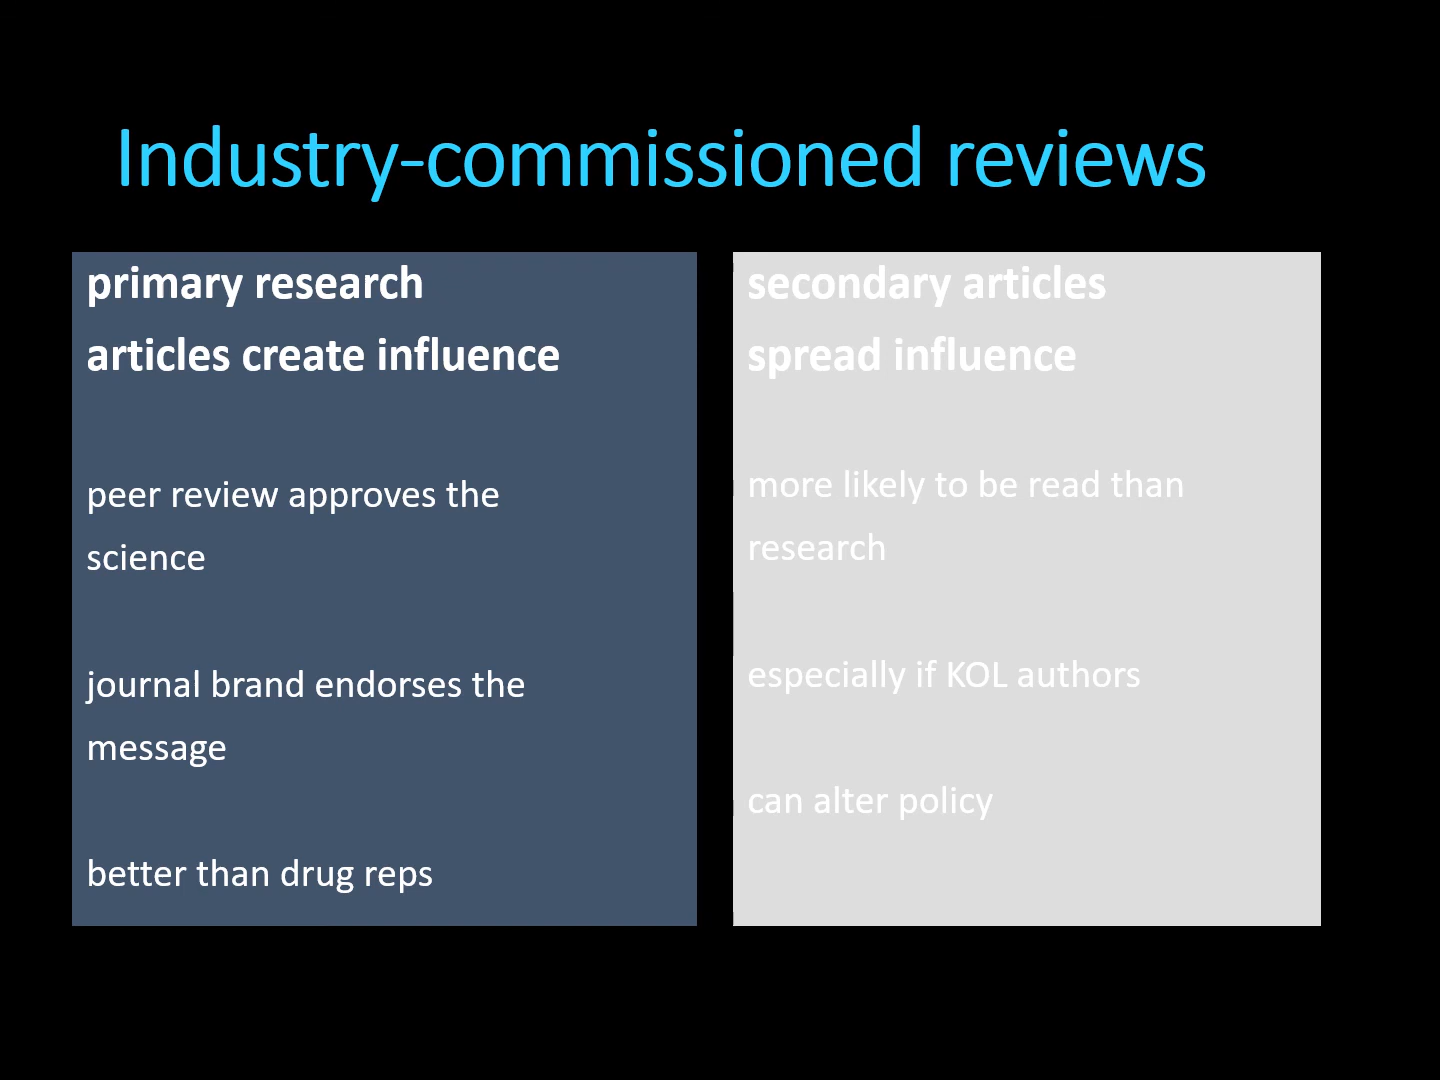 Industry-commissioned reviews
primary research
articles create influence
peer review approves the
science
journal brand endorses the
message
better than drug reps
secondary articles
spread influence
more likely to be read than
research
especially if KOL authors
can alter policy